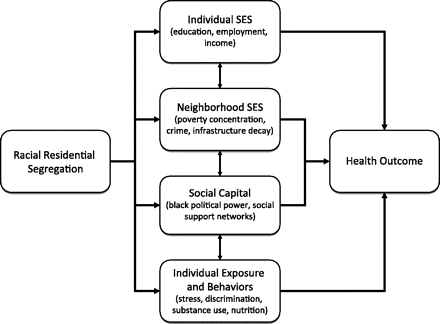 Individual SES
(education, employment,
income)
Neighborhood SES
(poverty concentration,
crime, infrastructure decay)
Racial Residential
Segregation
Health Outcome
Social Capital
(black political power, social
support networks)
Individual Exposure
and Behaviors
(stress, discrimination,
substance use, nutrition)